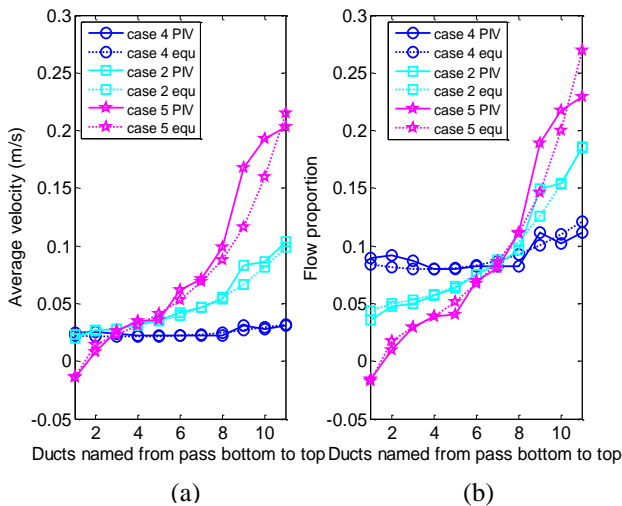 0.3
0.25
0.2
0.15
0.1
0.05
0
-0.05
Average velocity (m/s)
case 4 PIV
case 4 equ
case 2 PIV
case 2 equ
case 5 PIV
case 5 equ
2 4 6 8 10
Ducts named from pass bottom to top
(a)
0.3
0.25
0.2
0.15
0.1
0.05
0
-0.05
Flow proportion
case 4 PIV
case 4 equ
case 2 PIV
case 2 equ
case 5 PIV
case 5 equ
2 4 6 8 10
Ducts named from pass bottom to top
(b)